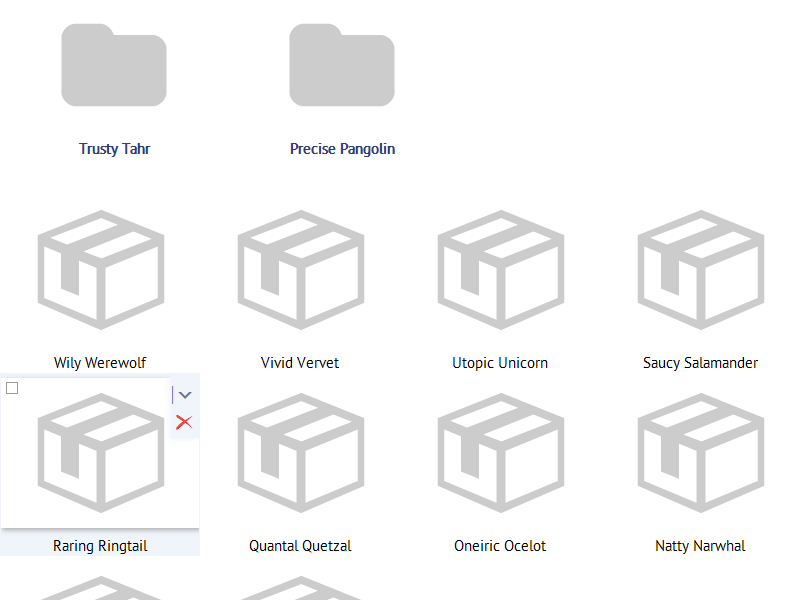 Trusty Tahr
Precise Pangolin
Wily Werewolf
Vivid Vervet
Utopic Unicorn
Saucy Salamander
Raring Ringtail
Quantal Quetzal
Oneiric Ocelot
Natty Narwhal